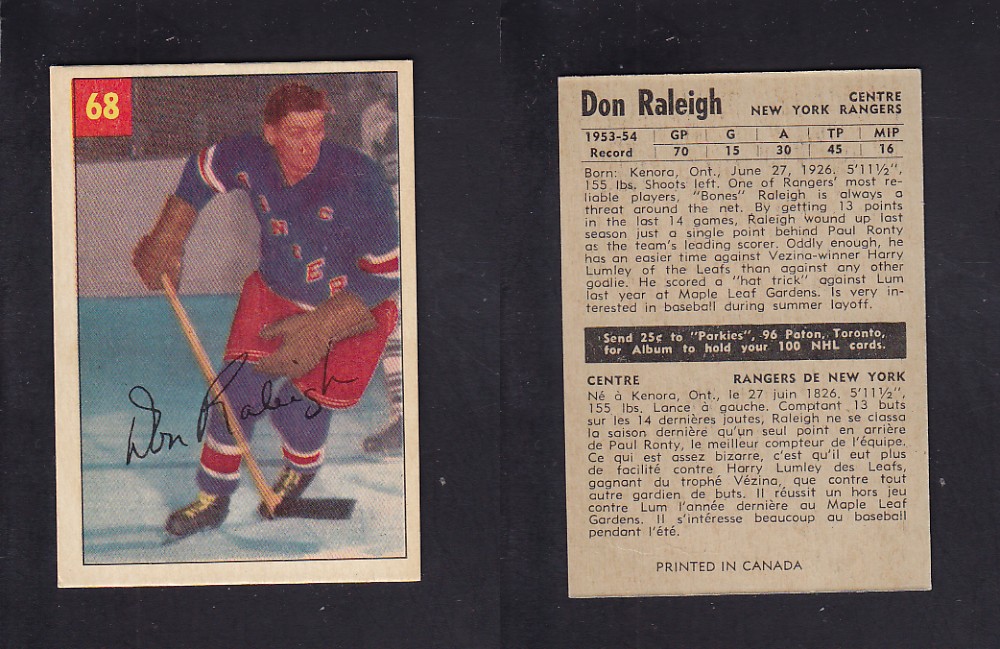 68
RANGERS
Don Raleigh
Don Raleigh
CENTRE
NEW YORK RANGERS
1953-54 GP G A TP MIP
Record 70 15 30 45 16
Born: Kenora, Ont., June 27, 1926. 5'11½",
155 lbs. Shoots left. One of Rangers' most re-
liable players, "Bones" Raleigh is always a
threat around the net. By getting 13 points
in the last 14 games, Raleigh wound up last
season just a single point behind Paul Ronty
as the team's leading scorer. Oddly enough, he
has an easier time against Vezina-winner Harry
Lumley of the Leafs than against any other
goalie. He scored a "hat trick" against Lum
last year at Maple Leaf Gardens. Is very in-
terested in baseball during summer layoff.
Send 25¢ to "Parkies", 96 Paton, Toronto,
for Album to hold your 100 NHL cards.
CENTRE RANGERS DE NEW YORK
Né à Kenora, Ont., le 27 juin 1826. 5'11½",
155 lbs. Lance à gauche. Comptant 13 buts
sur les 14 dernières joutes, Raleigh ne classa
la saison dernière qu'un seul point en arrière
de Paul Ronty, le meilleur compteur de l'équipe.
Ce qui est assez bizarre, c'est qu'il eut plus
de facilité contre Harry Lumley des Leafs,
gagnant du trophé Vézina, que contre tout
autre gardien de buts. Il réussit un hors jeu
contre Lum l'année dernière au Maple Leaf
Gardens. Il s'intéresse beaucoup au baseball
pendant l'été.
PRINTED IN CANADA